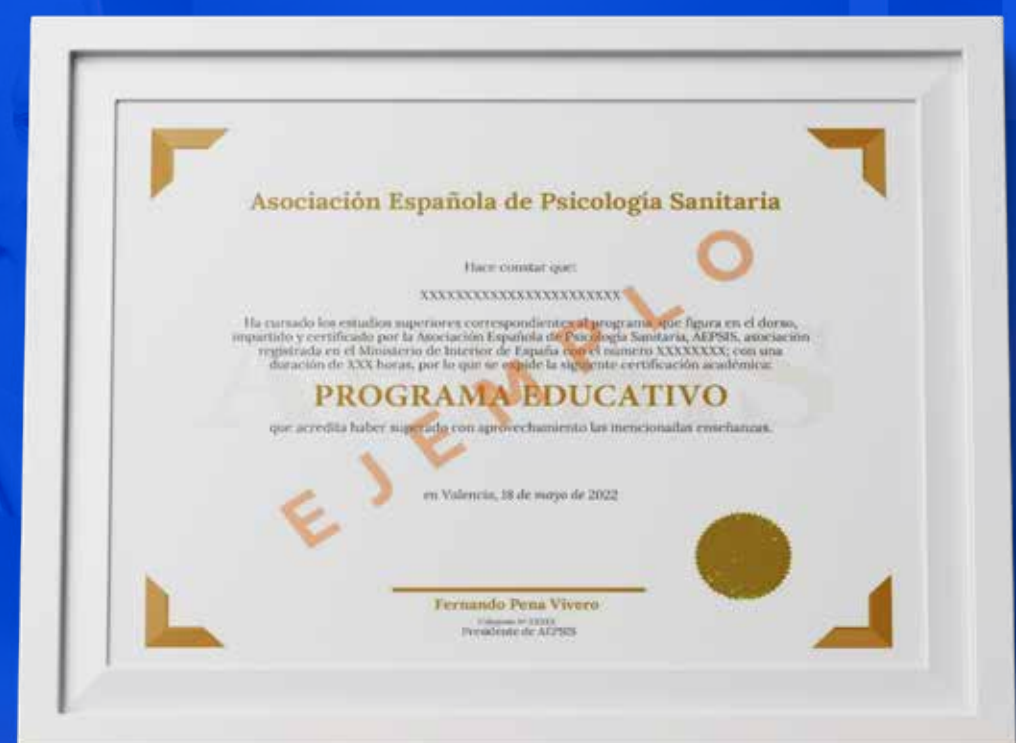 Asociación Española de Psicología Sanitaria
Hace constar que:
XXXXXXXXXXXXXXXXXXXXXXX
Ha cursado los estudios superiores correspondientes al programa que figura en el dorso,
impartido y certificado por la Asociación Española de Psicología Sanitaria, AEPSIS, asociación
registrada en el Ministerio de Interior de España con el número XXXXXXXX; con una
duración de XXX horas, por lo que se expide la siguiente certificación académica:
PROGRAMA EDUCATIVO
que acredita haber superado con aprovechamiento las mencionadas enseñanzas.
EJEMPLO
en Valencia, 18 de mayo de 2022
Fernando Pena Vivero
Presidente de AEPSIS